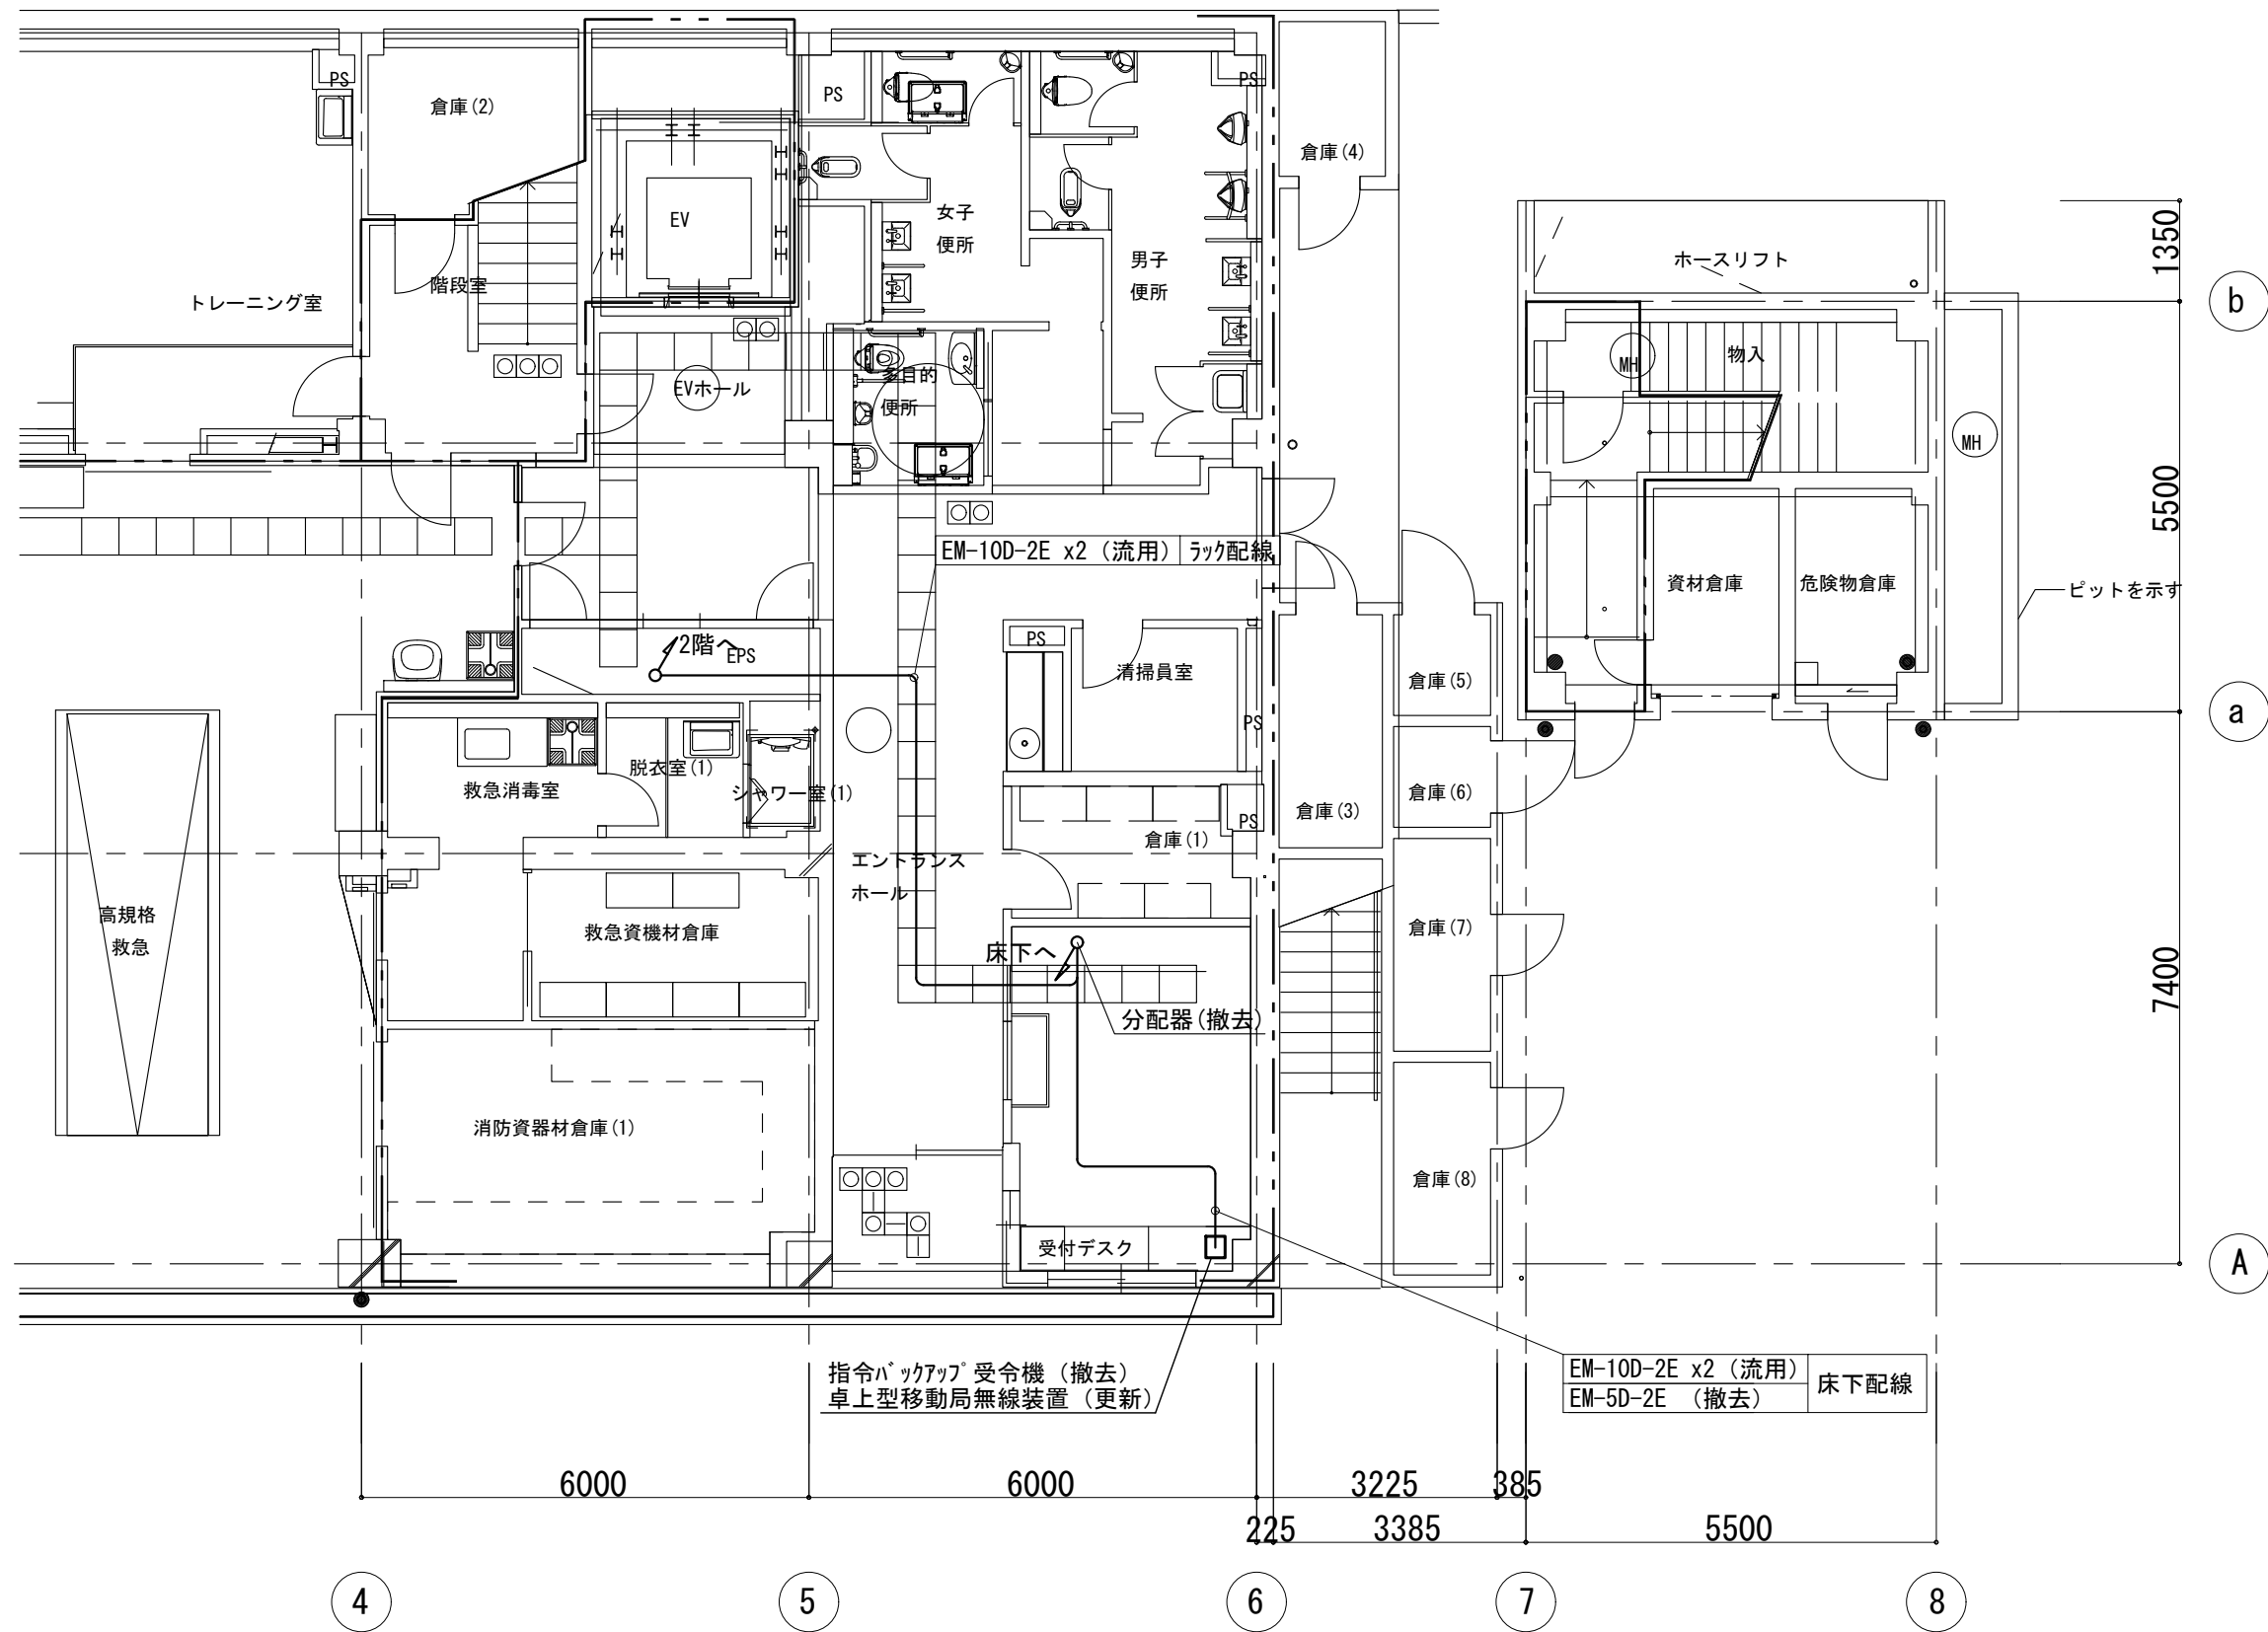 PS
倉庫(2)
PS
PS
倉庫(4)
EV
女子
便所
男子
便所
1350
ホースリフト
b
階段室
トレーニング室
MH
物入
EVホール
多目的
便所
MH
5500
EM-10D-2E x2 (流用)
ラック配線
資材倉庫
危険物倉庫
ピットを示す
2階へ
EPS
PS
清掃員室
倉庫(5)
a
PS
脱衣室(1)
救急消毒室
シャワー室(1)
倉庫(6)
倉庫(3)
PS
倉庫(1)
エントランス
ホール
高規格
救急
救急資機材倉庫
倉庫(7)
床下へ
7400
分配器(撤去)
消防資器材倉庫(1)
倉庫(8)
受付デスク
A
指令バックアップ受令機 (撤去)
卓上型移動局無線装置 (更新)
EM-10D-2E x2 (流用)
EM-5D-2E (撤去)
床下配線
6000
6000
3225
385
225
3385
5500
4
5
6
7
8